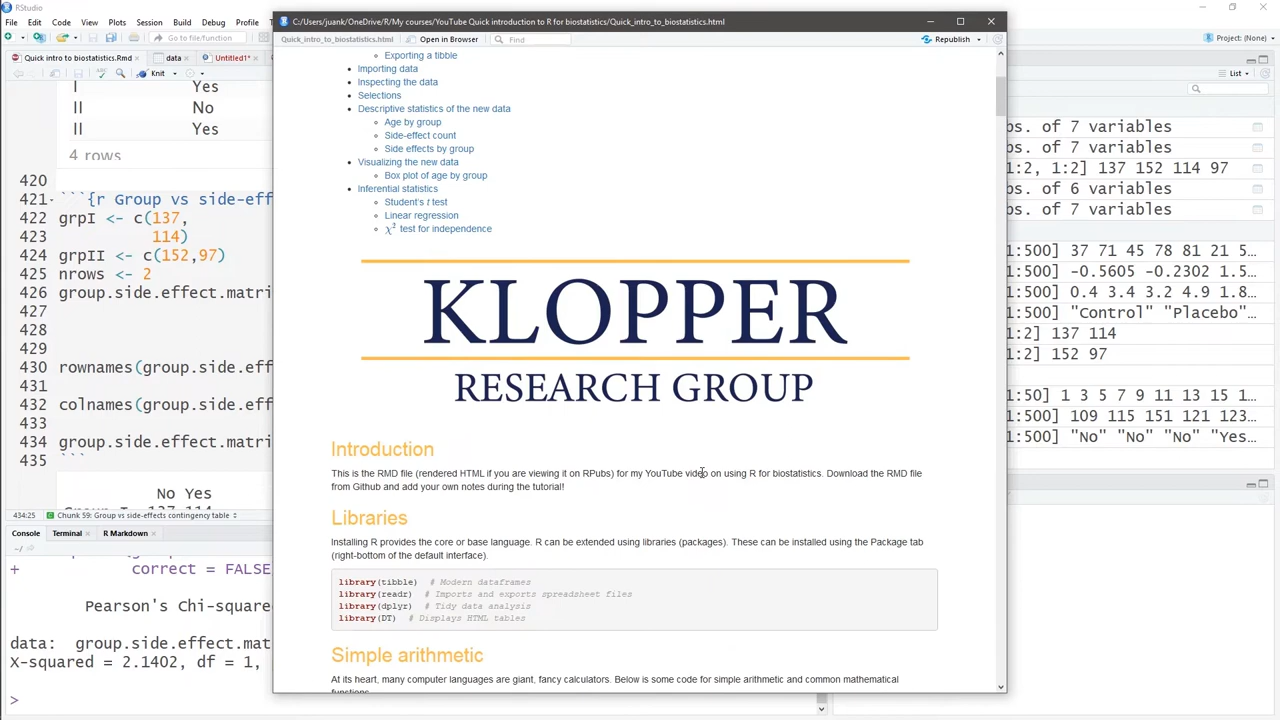 RStudio
File Edit Code View Plots Session Build Debug
Go to file/function
Project: (None)
Quick intro to biostatistics.Rmd data Untitled1*
Knit
I Yes
II No
II Yes
4 rows
420
421 ```{r Group vs side-eff
422 grpI <- c(137,
423 114)
424 grpII <- c(152,97)
425 nrows <- 2
426 group.side.effect.matri
427
428
429
430 rownames(group.side.eff
431
432 colnames(group.side.eff
433
434 group.side.effect.matri
435 ```
No Yes
434:25 Chunk 59: Group vs side-effects contingency table
Console Terminal R Markdown
~/
+ correct = FALSE
Pearson's Chi-squared
data: group.side.effect.mat
X-squared = 2.1402, df = 1,
>
C:/Users/juank/OneDrive/R/My courses/YouTube Quick introduction to R for biostatistics/Quick_intro_to_biostatistics.html
Quick_intro_to_biostatistics.html Open in Browser Find Republish
Exporting a tibble
Importing data
Inspecting the data
Selections
Descriptive statistics of the new data
Age by group
Side-effect count
Side effects by group
Visualizing the new data
Box plot of age by group
Inferential statistics
Student's t test
Linear regression
χ² test for independence
KLOPPER
RESEARCH GROUP
Introduction
This is the RMD file (rendered HTML if you are viewing it on RPubs) for my YouTube video on using R for biostatistics. Download the RMD file
from Github and add your own notes during the tutorial!
Libraries
Installing R provides the core or base language. R can be extended using libraries (packages). These can be installed using the Package tab
(right-bottom of the default interface).
library(tibble) # Modern dataframes
library(readr) # Imports and exports spreadsheet files
library(dplyr) # Tidy data analysis
library(DT) # Displays HTML tables
Simple arithmetic
At its heart, many computer languages are giant, fancy calculators. Below is some code for simple arithmetic and common mathematical
functions.
List
bs. of 7 variables
bs. of 7 variables
1:2, 1:2] 137 152 114 97
bs. of 6 variables
bs. of 7 variables
1:500] 37 71 45 78 81 21 5…
1:500] -0.5605 -0.2302 1.5…
1:500] 0.4 3.4 3.2 4.9 1.8…
1:500] "Control" "Placebo"…
1:2] 137 114
1:2] 152 97
1:50] 1 3 5 7 9 11 13 15 1…
1:500] 109 115 151 121 123…
1:500] "No" "No" "No" "Yes…